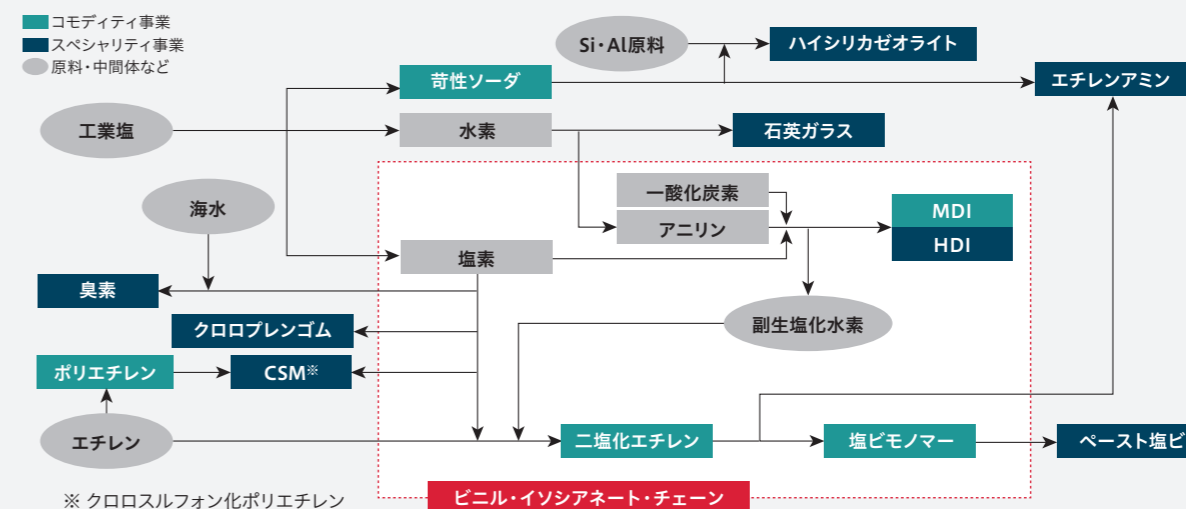 コモディティ事業
スペシャリティ事業
原料・中間体など
Si・Al原料
ハイシリカゼオライト
苛性ソーダ
エチレンアミン
工業塩
水素
石英ガラス
一酸化炭素
海水
アニリン
MDI
HDI
塩素
臭素
副生塩化水素
クロロプレンゴム
ポリエチレン
CSM※
エチレン
二塩化エチレン
塩ビモノマー
ペースト塩ビ
※ クロロスルフォン化ポリエチレン
ビニル・イソシアネート・チェーン